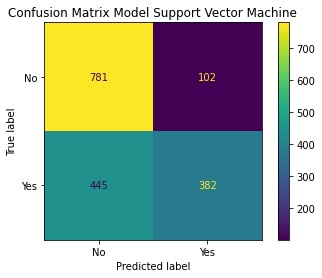 Confusion Matrix Model Support Vector Machine
No
781
102
Yes
445
382
No
Yes
True label
Predicted label
700
600
500
400
300
200